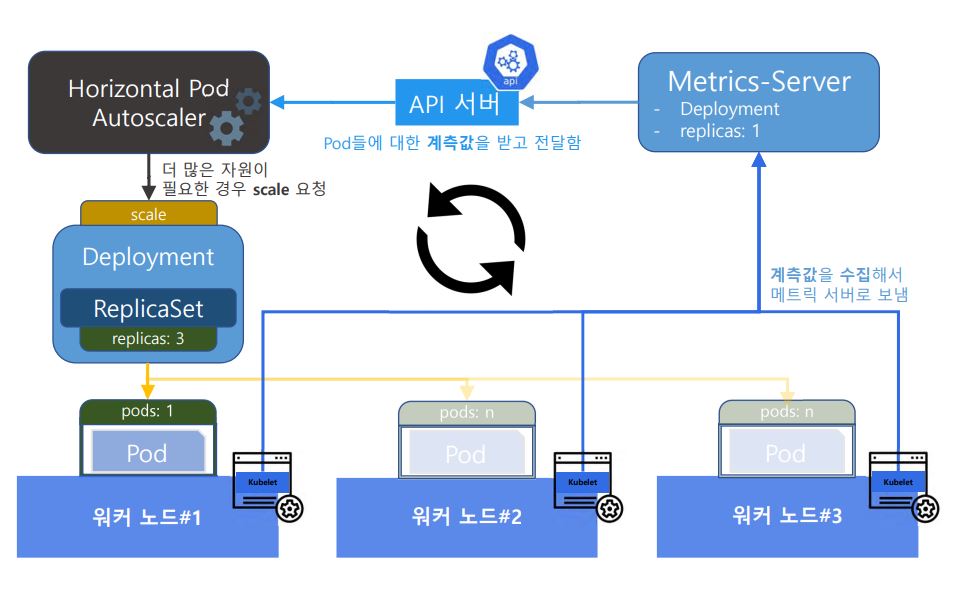 Horizontal Pod
Autoscaler
API 서버
api
Metrics-Server
- Deployment
- replicas: 1
Pod들에 대한 계측값을 받고 전달함
더 많은 자원이
필요한 경우 scale 요청
scale
Deployment
ReplicaSet
replicas: 3
계측값을 수집해서
메트릭 서버로 보냄
pods: 1
Pod
pods: n
Pod
pods: n
Pod
Kubelet
Kubelet
Kubelet
워커 노드#1
워커 노드#2
워커 노드#3